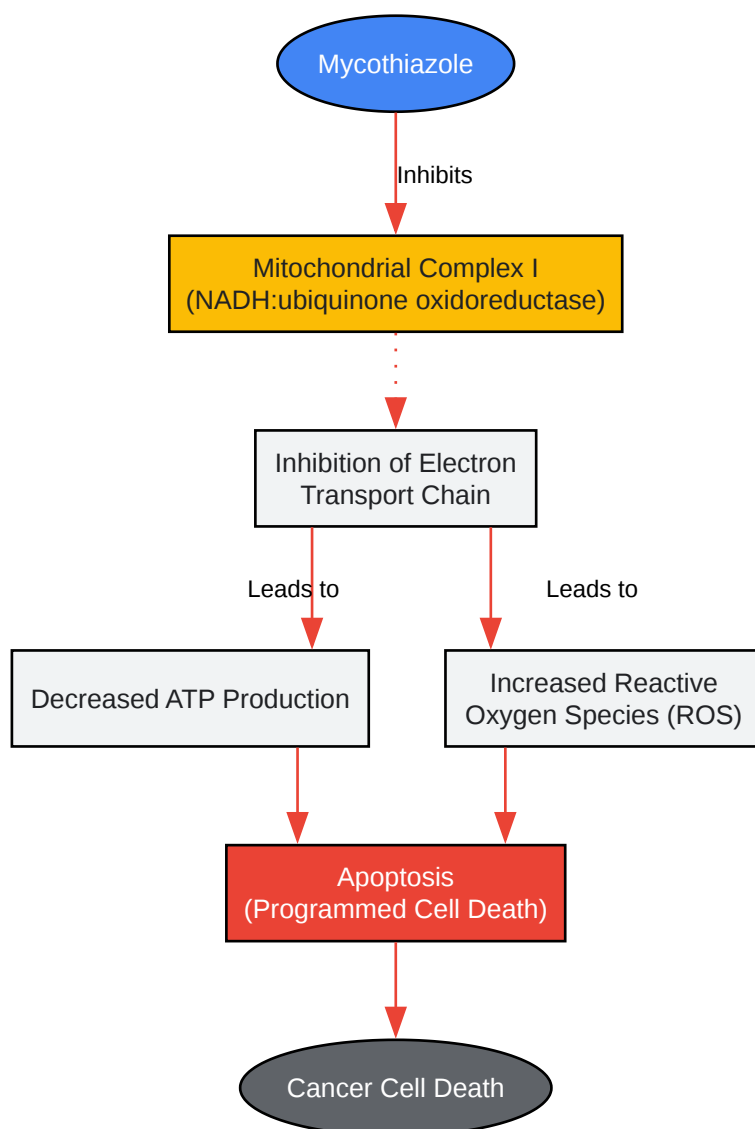 Mycothiazole
Inhibits
Mitochondrial Complex I
(NADH:ubiquinone oxidoreductase)
Inhibition of Electron
Transport Chain
Leads to
Leads to
Decreased ATP Production
Increased Reactive
Oxygen Species (ROS)
Apoptosis
(Programmed Cell Death)
Cancer Cell Death